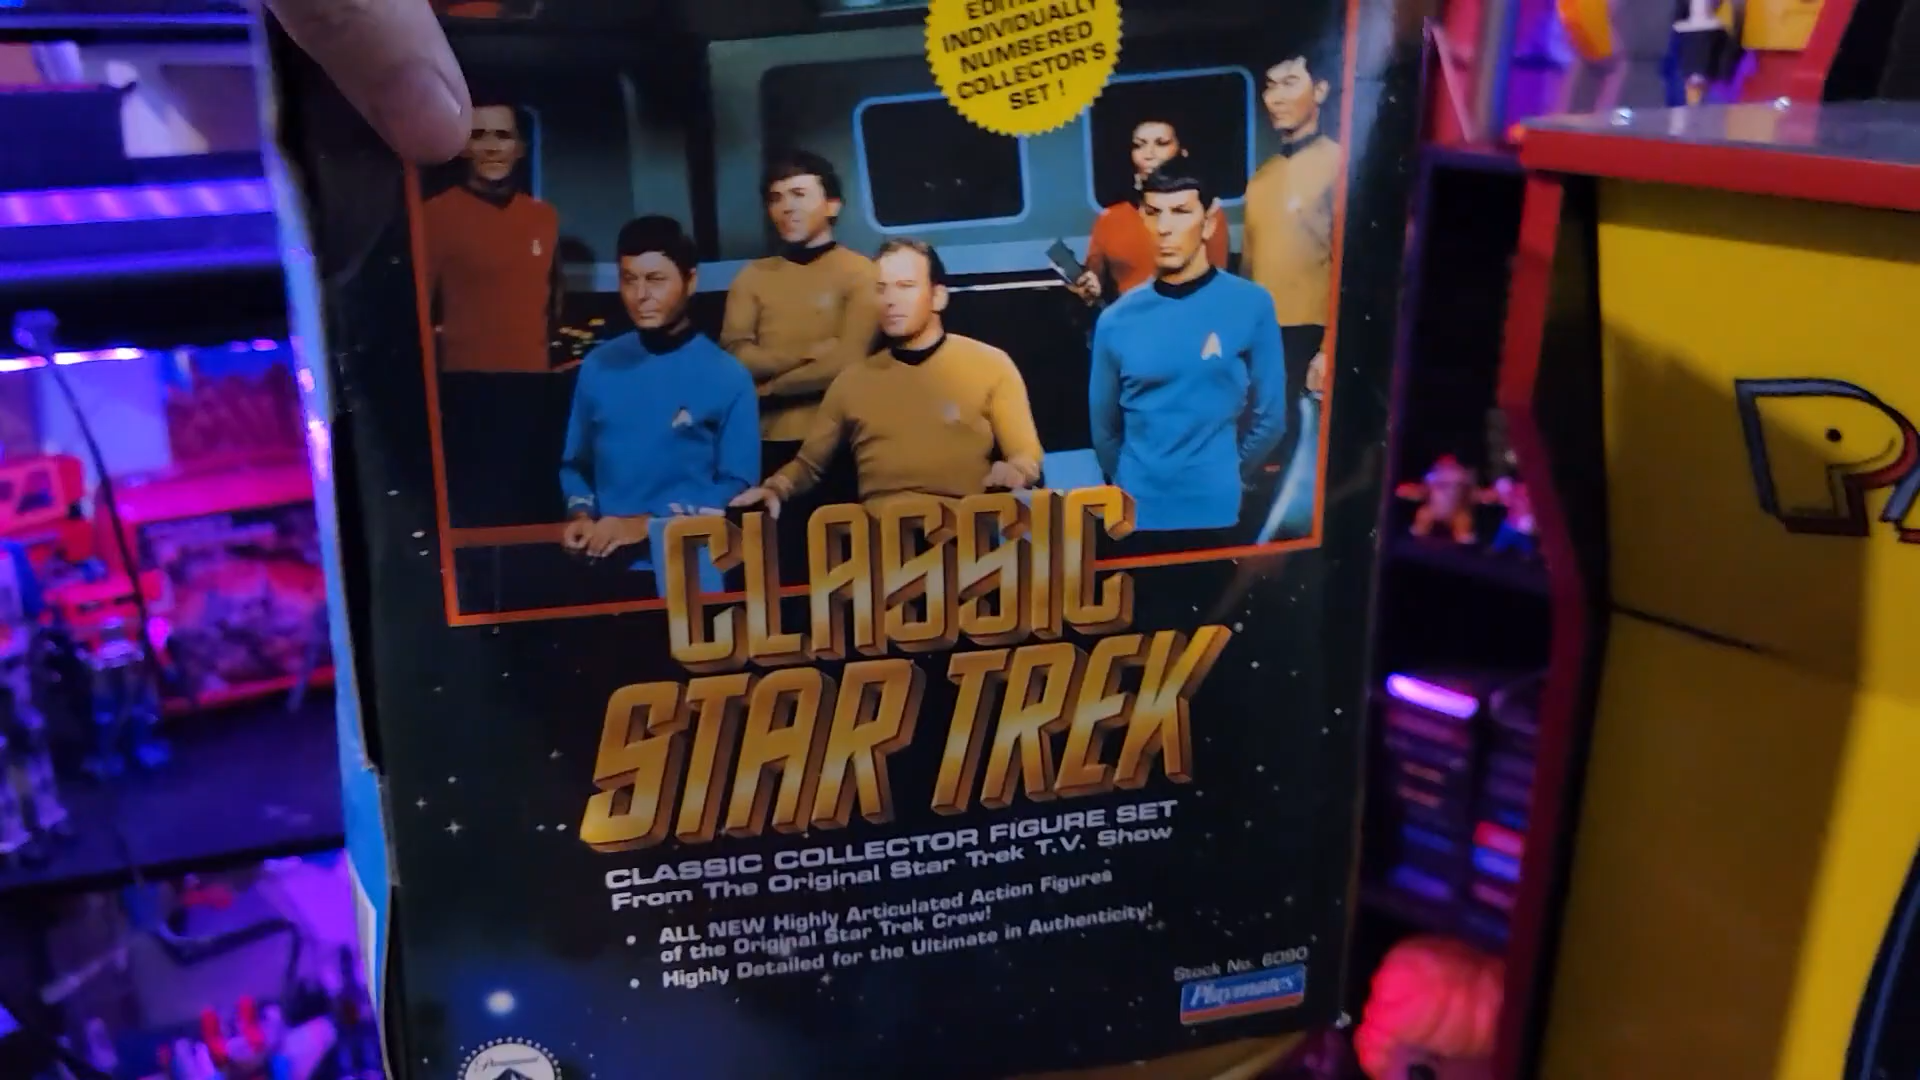 INDIVIDUALLY
NUMBERED
COLLECTOR'S
SET !
CLASSIC
STAR TREK
CLASSIC COLLECTOR FIGURE SET
From The Original Star Trek T.V. Show
• ALL NEW Highly Articulated Action Figures
of the Original Star Trek Crew!
• Highly Detailed for the Ultimate in Authenticity!
Stock No. 6090
Playmates
Paramount